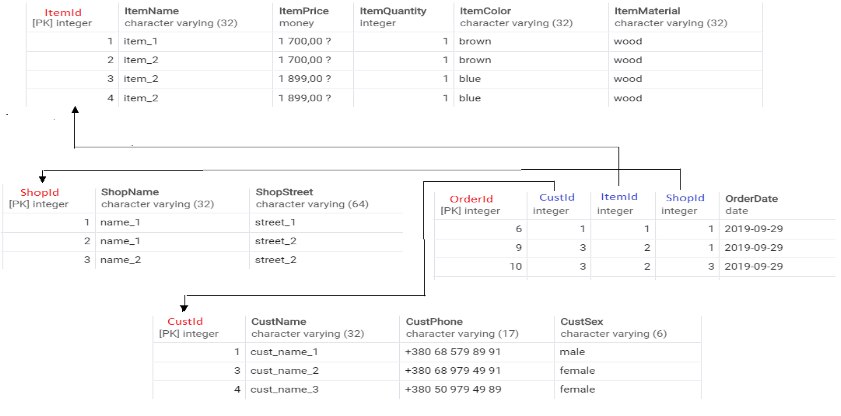 ItemId ItemName ItemPrice ItemQuantity ItemColor ItemMaterial
[PK] integer character varying (32) money integer character varying (32) character varying (32)
1 item_1 1 700,00 ? 1 brown wood
2 item_2 1 700,00 ? 1 brown wood
3 item_2 1 899,00 ? 1 blue wood
4 item_2 1 899,00 ? 1 blue wood
ShopId ShopName ShopStreet
[PK] integer character varying (32) character varying (64)
1 name_1 street_1
2 name_1 street_2
3 name_2 street_2
OrderId CustId ItemId ShopId OrderDate
[PK] integer integer integer integer date
6 1 1 1 2019-09-29
9 3 2 1 2019-09-29
10 3 2 3 2019-09-29
CustId CustName CustPhone CustSex
[PK] integer character varying (32) character varying (17) character varying (6)
1 cust_name_1 +380 68 579 89 91 male
3 cust_name_2 +380 68 979 49 91 female
4 cust_name_3 +380 50 979 49 89 female